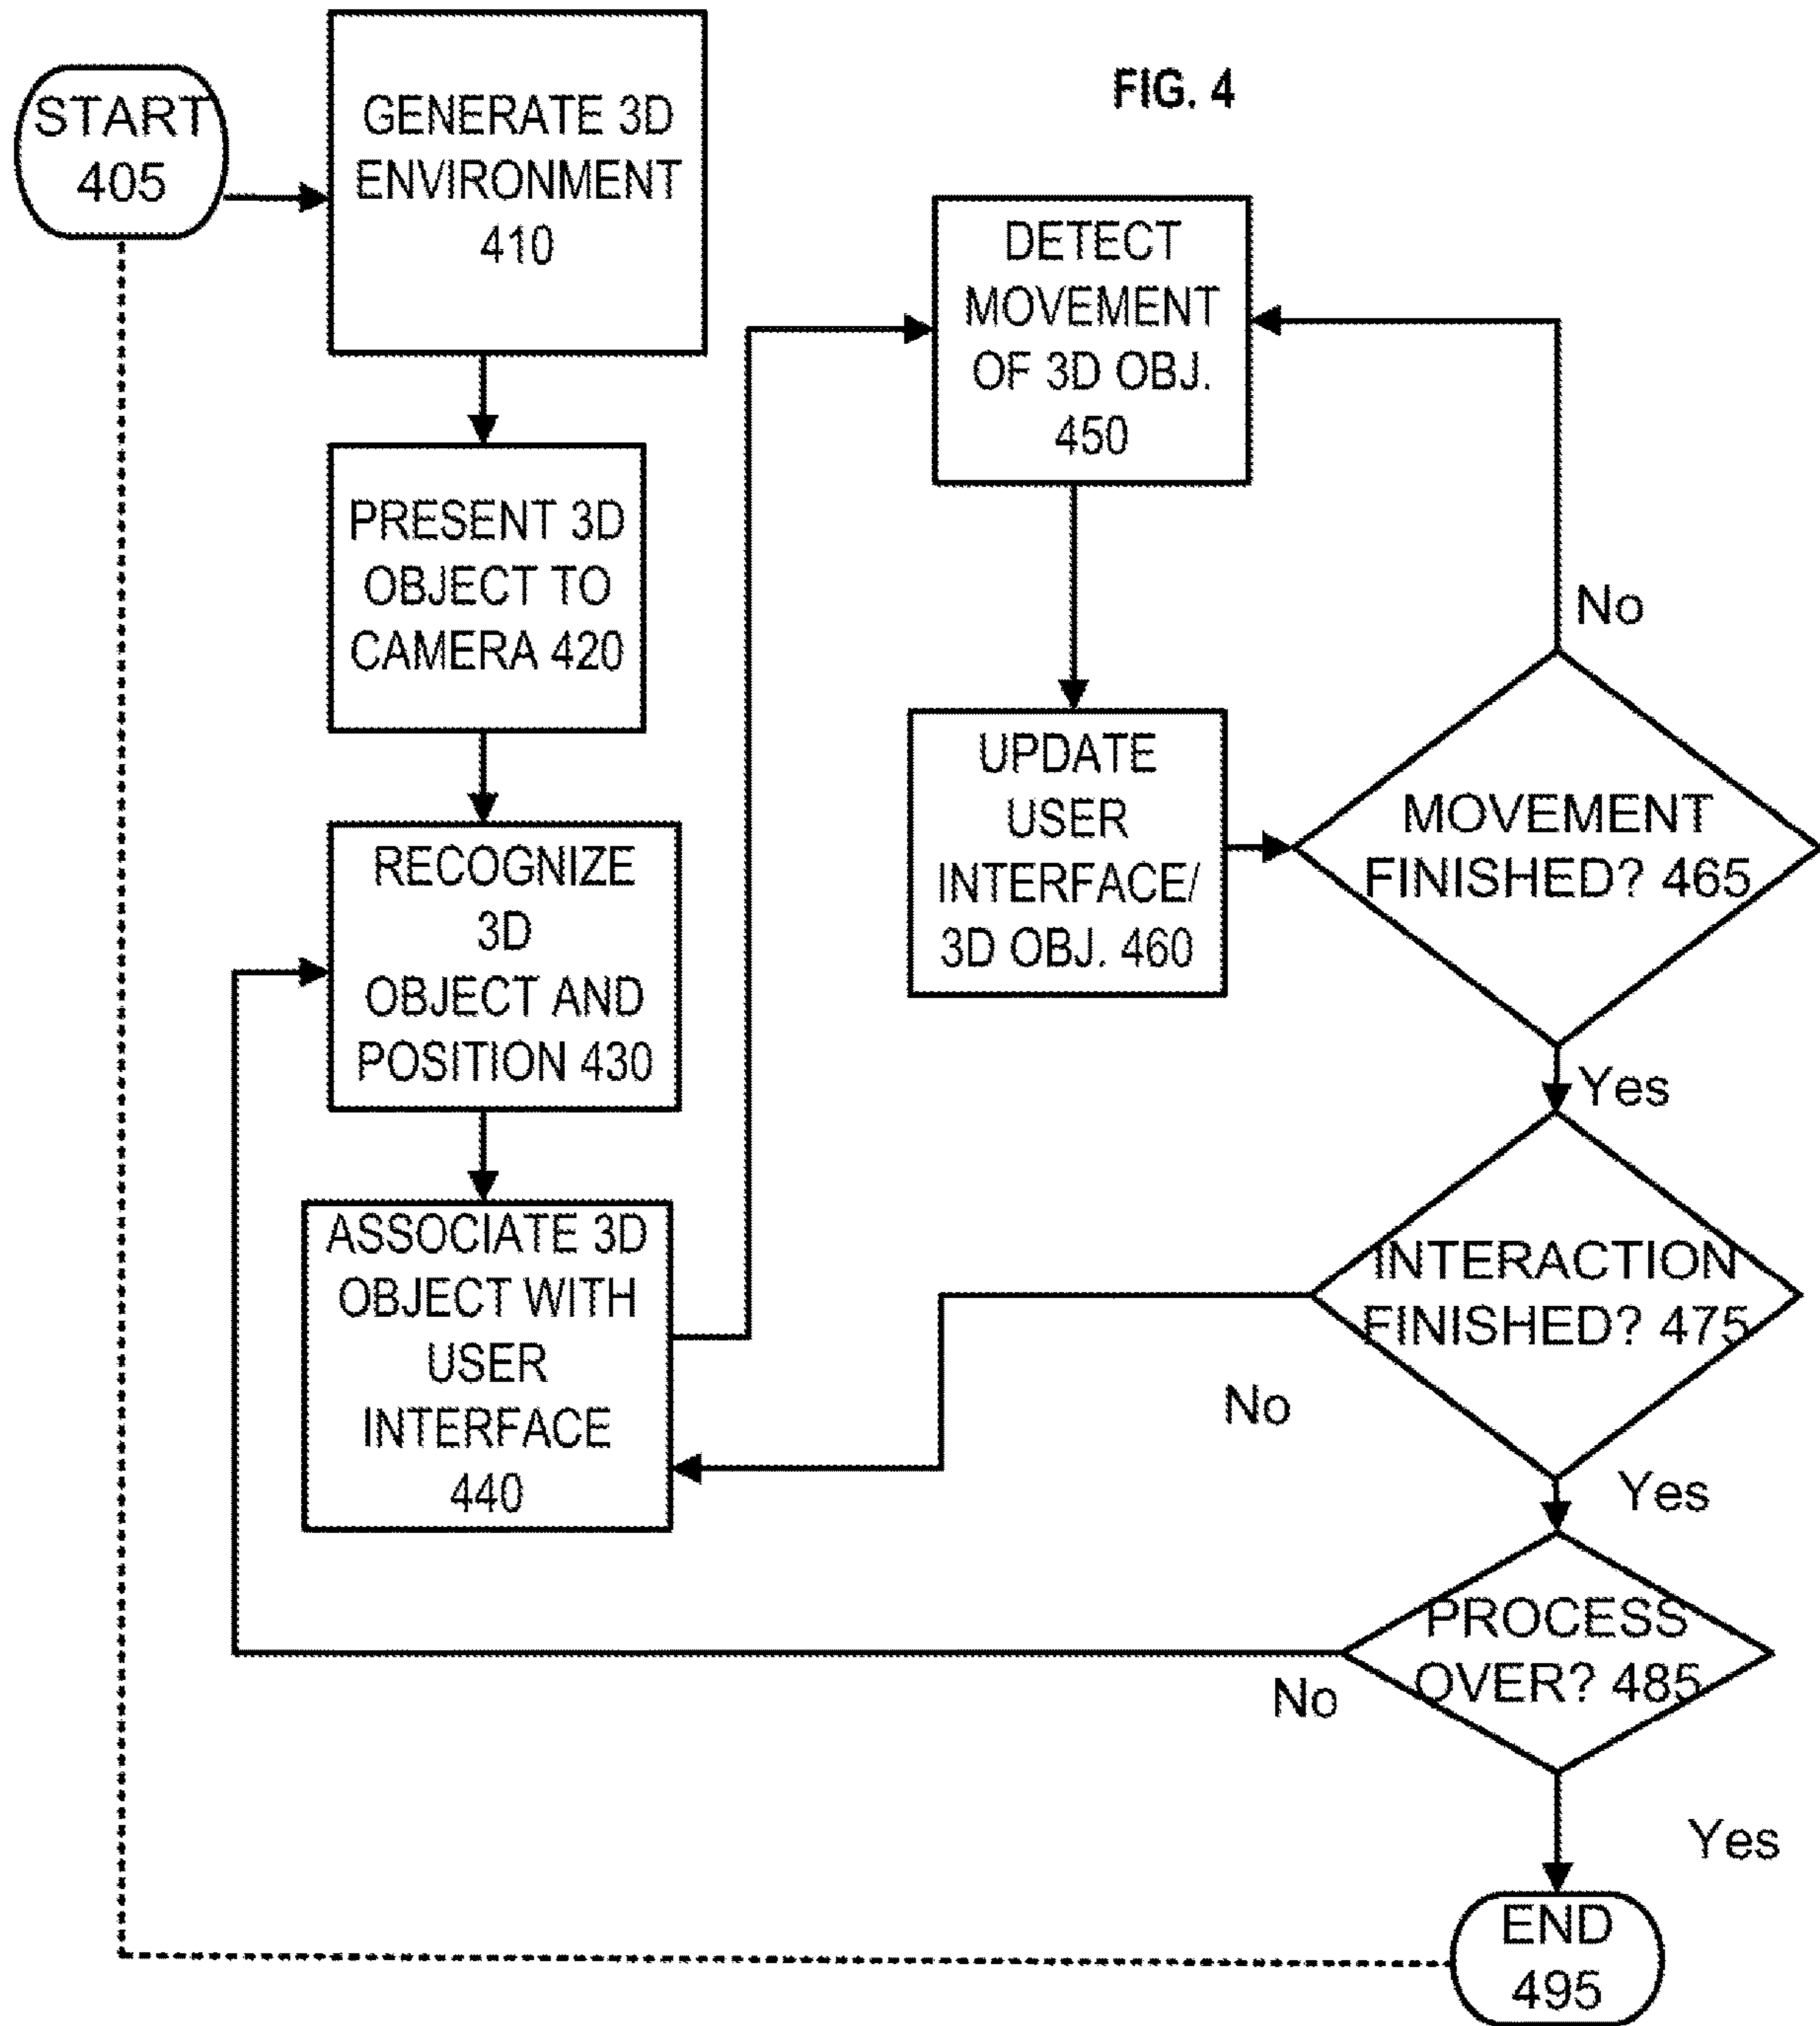 FIG. 4
START
405
GENERATE 3D
ENVIRONMENT
410
PRESENT 3D
OBJECT TO
CAMERA 420
RECOGNIZE
3D
OBJECT AND
POSITION 430
ASSOCIATE 3D
OBJECT WITH
USER
INTERFACE
440
DETECT
MOVEMENT
OF 3D OBJ.
450
UPDATE
USER
INTERFACE/
3D OBJ. 460
No
MOVEMENT
FINISHED? 465
Yes
INTERACTION
FINISHED? 475
No
Yes
PROCESS
OVER? 485
No
Yes
END
495